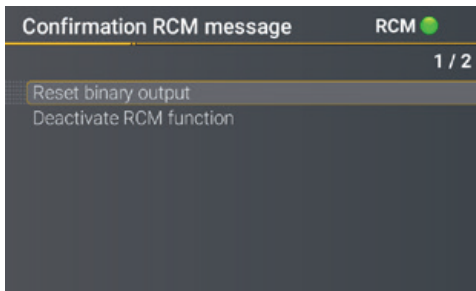 Confirmation RCM message RCM
1 / 2
Reset binary output
Deactivate RCM function